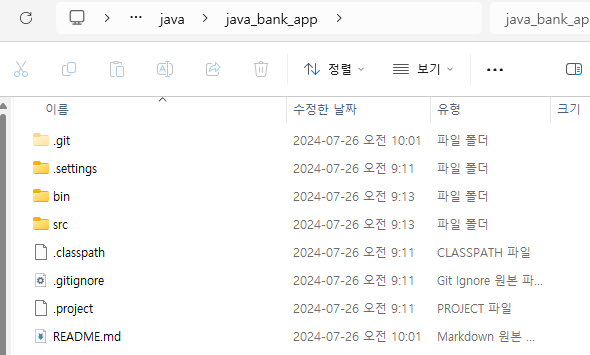 java java_bank_app java_bank_app
정렬 보기
이름 수정한 날짜 유형 크기
.git 2024-07-26 오전 10:01 파일 폴더
.settings 2024-07-26 오전 9:11 파일 폴더
bin 2024-07-26 오전 9:13 파일 폴더
src 2024-07-26 오전 9:13 파일 폴더
.classpath 2024-07-26 오전 9:11 CLASSPATH 파일
.gitignore 2024-07-26 오전 9:11 Git Ignore 원본 파...
.project 2024-07-26 오전 9:11 PROJECT 파일
README.md 2024-07-26 오전 10:01 Markdown 원본 ...